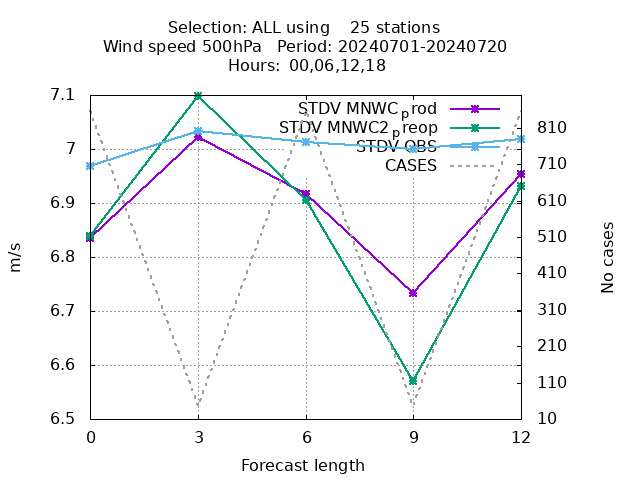 Selection: ALL using    25 stations
Wind speed 500hPa   Period: 20240701-20240720
Hours: 00,06,12,18
STDV MNWC_prod
STDV MNWC2_preop
STDV OBS
CASES
7.1
7
6.9
6.8
6.7
6.6
6.5
m/s
810
710
610
510
410
310
210
110
10
No cases
0 3 6 9 12
Forecast length